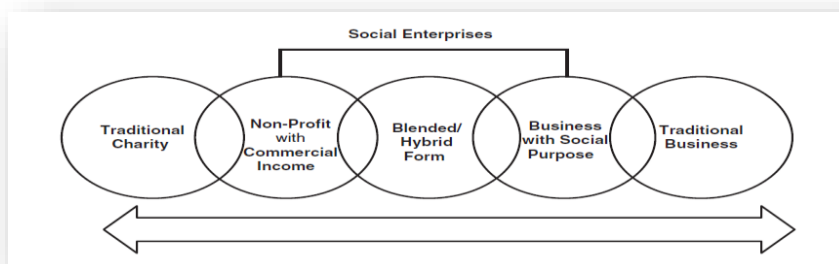 Social Enterprises
Traditional
Charity
Non-Profit
with
Commercial
Income
Blended/
Hybrid
Form
Business
with Social
Purpose
Traditional
Business